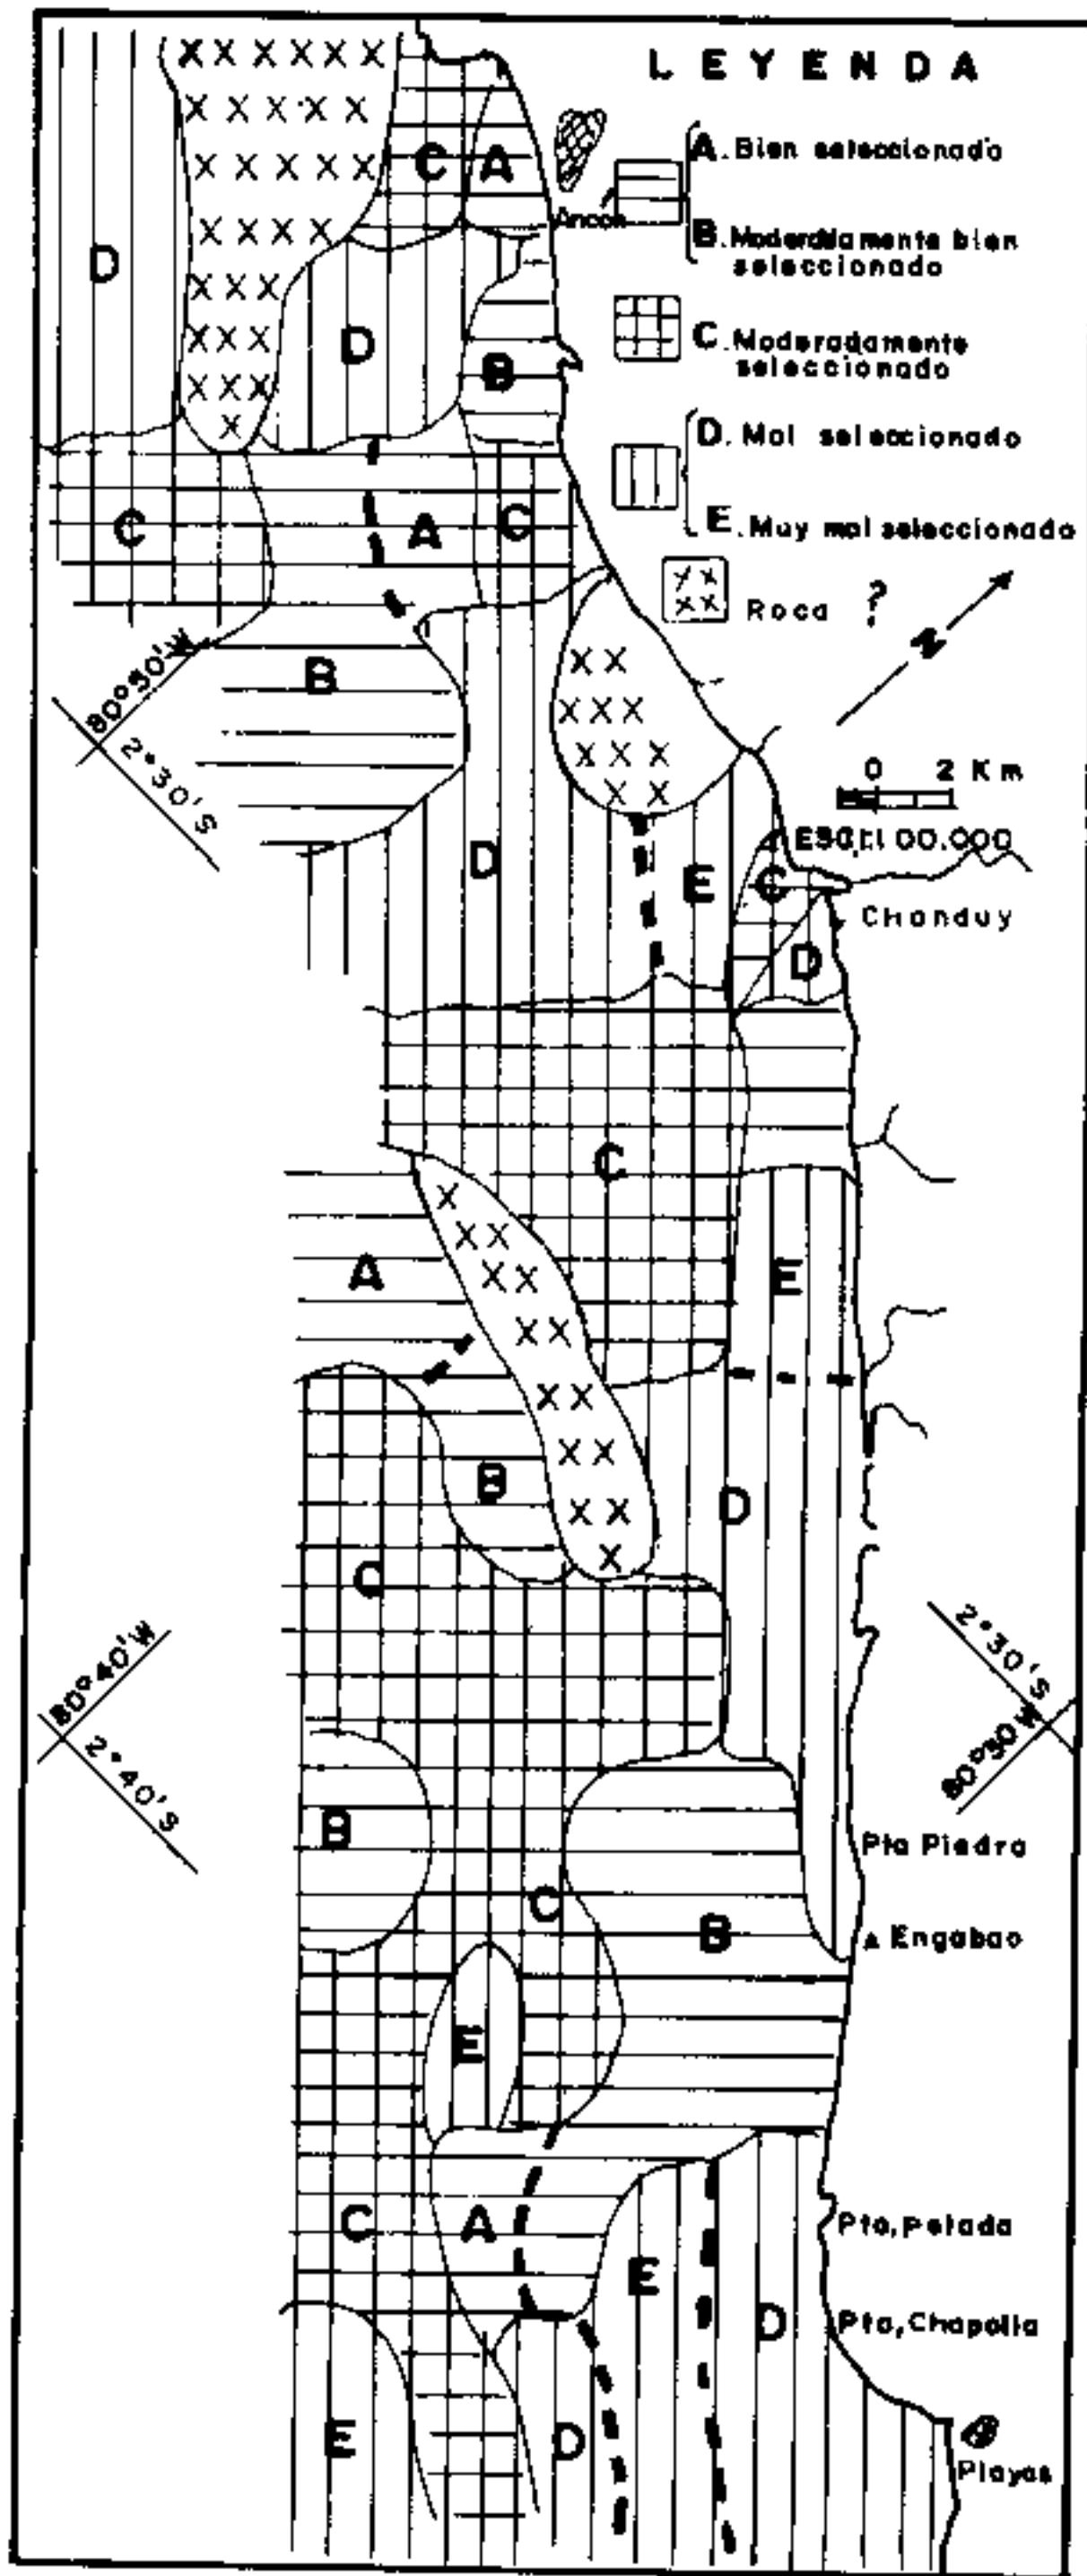 LEYENDA
A. Bien seleccionado
B. Moderadamente bien
seleccionado
C. Moderadamente
seleccionado
D. Mal seleccionado
E. Muy mal seleccionado
Roca ?
Ancon
N
0 2 Km
ESC, 1:100.000
Chanduy
D
C
A
D
B
C
A
C
B
D
E
C
D
C
A
E
B
D
C
B
C
B
E
C
A
E
D
E
D
80°50'W
2°30'S
80°40'W
2°40'S
2°30'S
80°30'W
Pta Piedra
Engabao
Pta, Pelada
Pta, Chapolla
Playas